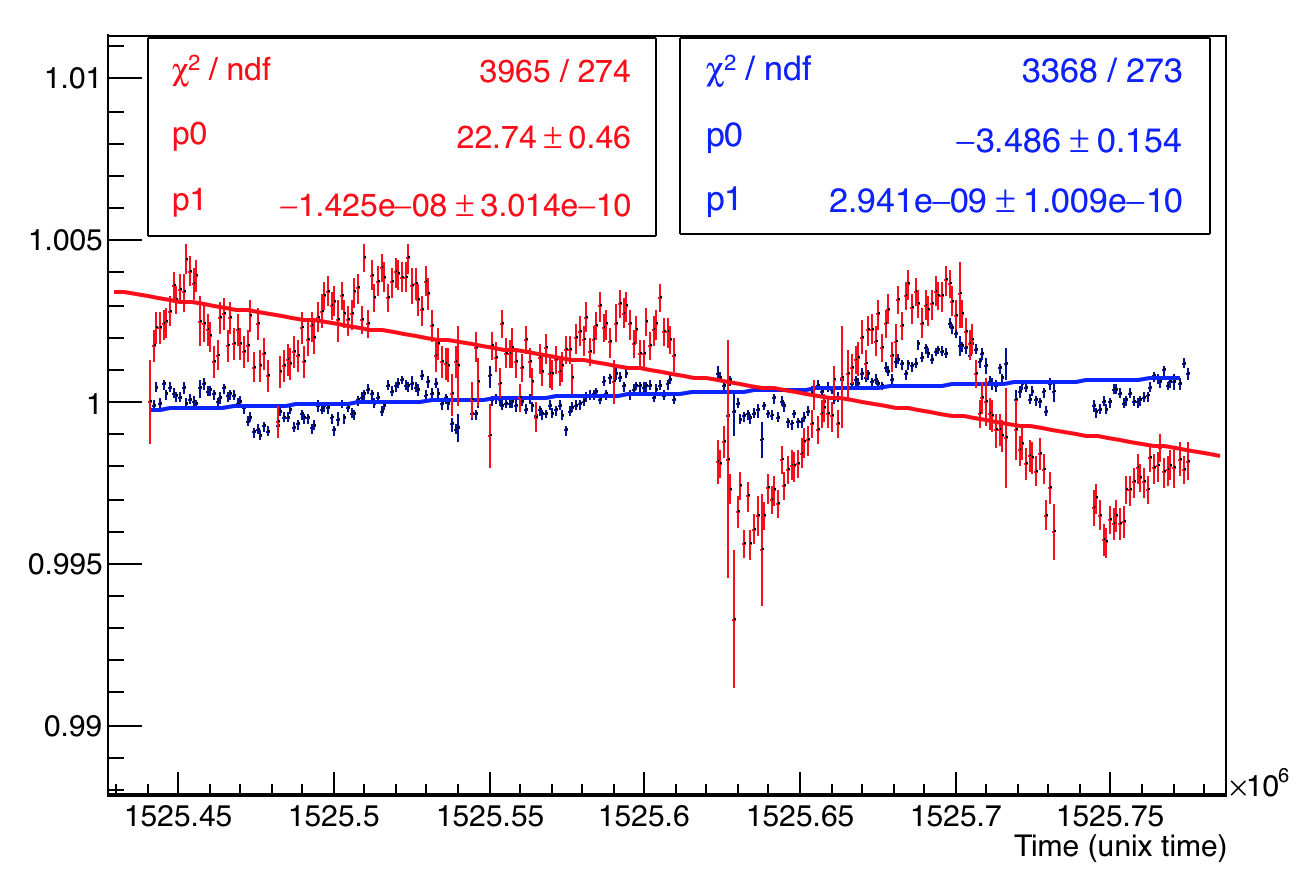 χ² / ndf 3965 / 274
p0 22.74 ± 0.46
p1 −1.425e−08 ± 3.014e−10
χ² / ndf 3368 / 273
p0 −3.486 ± 0.154
p1 2.941e−09 ± 1.009e−10
1.01
1.005
1
0.995
0.99
1525.45 1525.5 1525.55 1525.6 1525.65 1525.7 1525.75
×10⁶
Time (unix time)